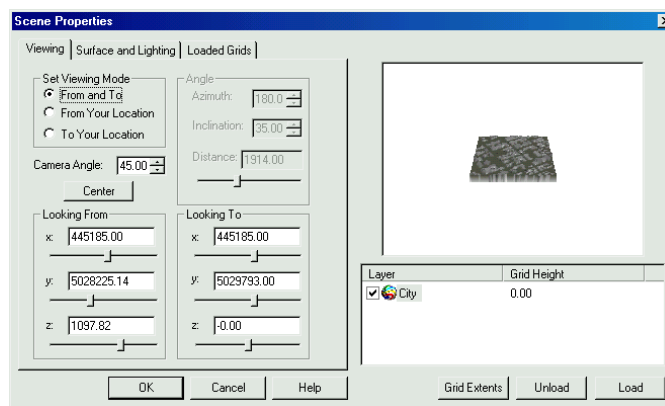 Scene Properties
Viewing
Surface and Lighting
Loaded Grids
Set Viewing Mode
From and To
From Your Location
To Your Location
Camera Angle: 45.00
Center
Angle
Azimuth: 180.0
Inclination: 35.00
Distance: 1914.00
Looking From
x: 445185.00
y: 5028225.14
z: 1097.82
Looking To
x: 445185.00
y: 5029793.00
z: -0.00
Layer Grid Height
City 0.00
OK
Cancel
Help
Grid Extents
Unload
Load